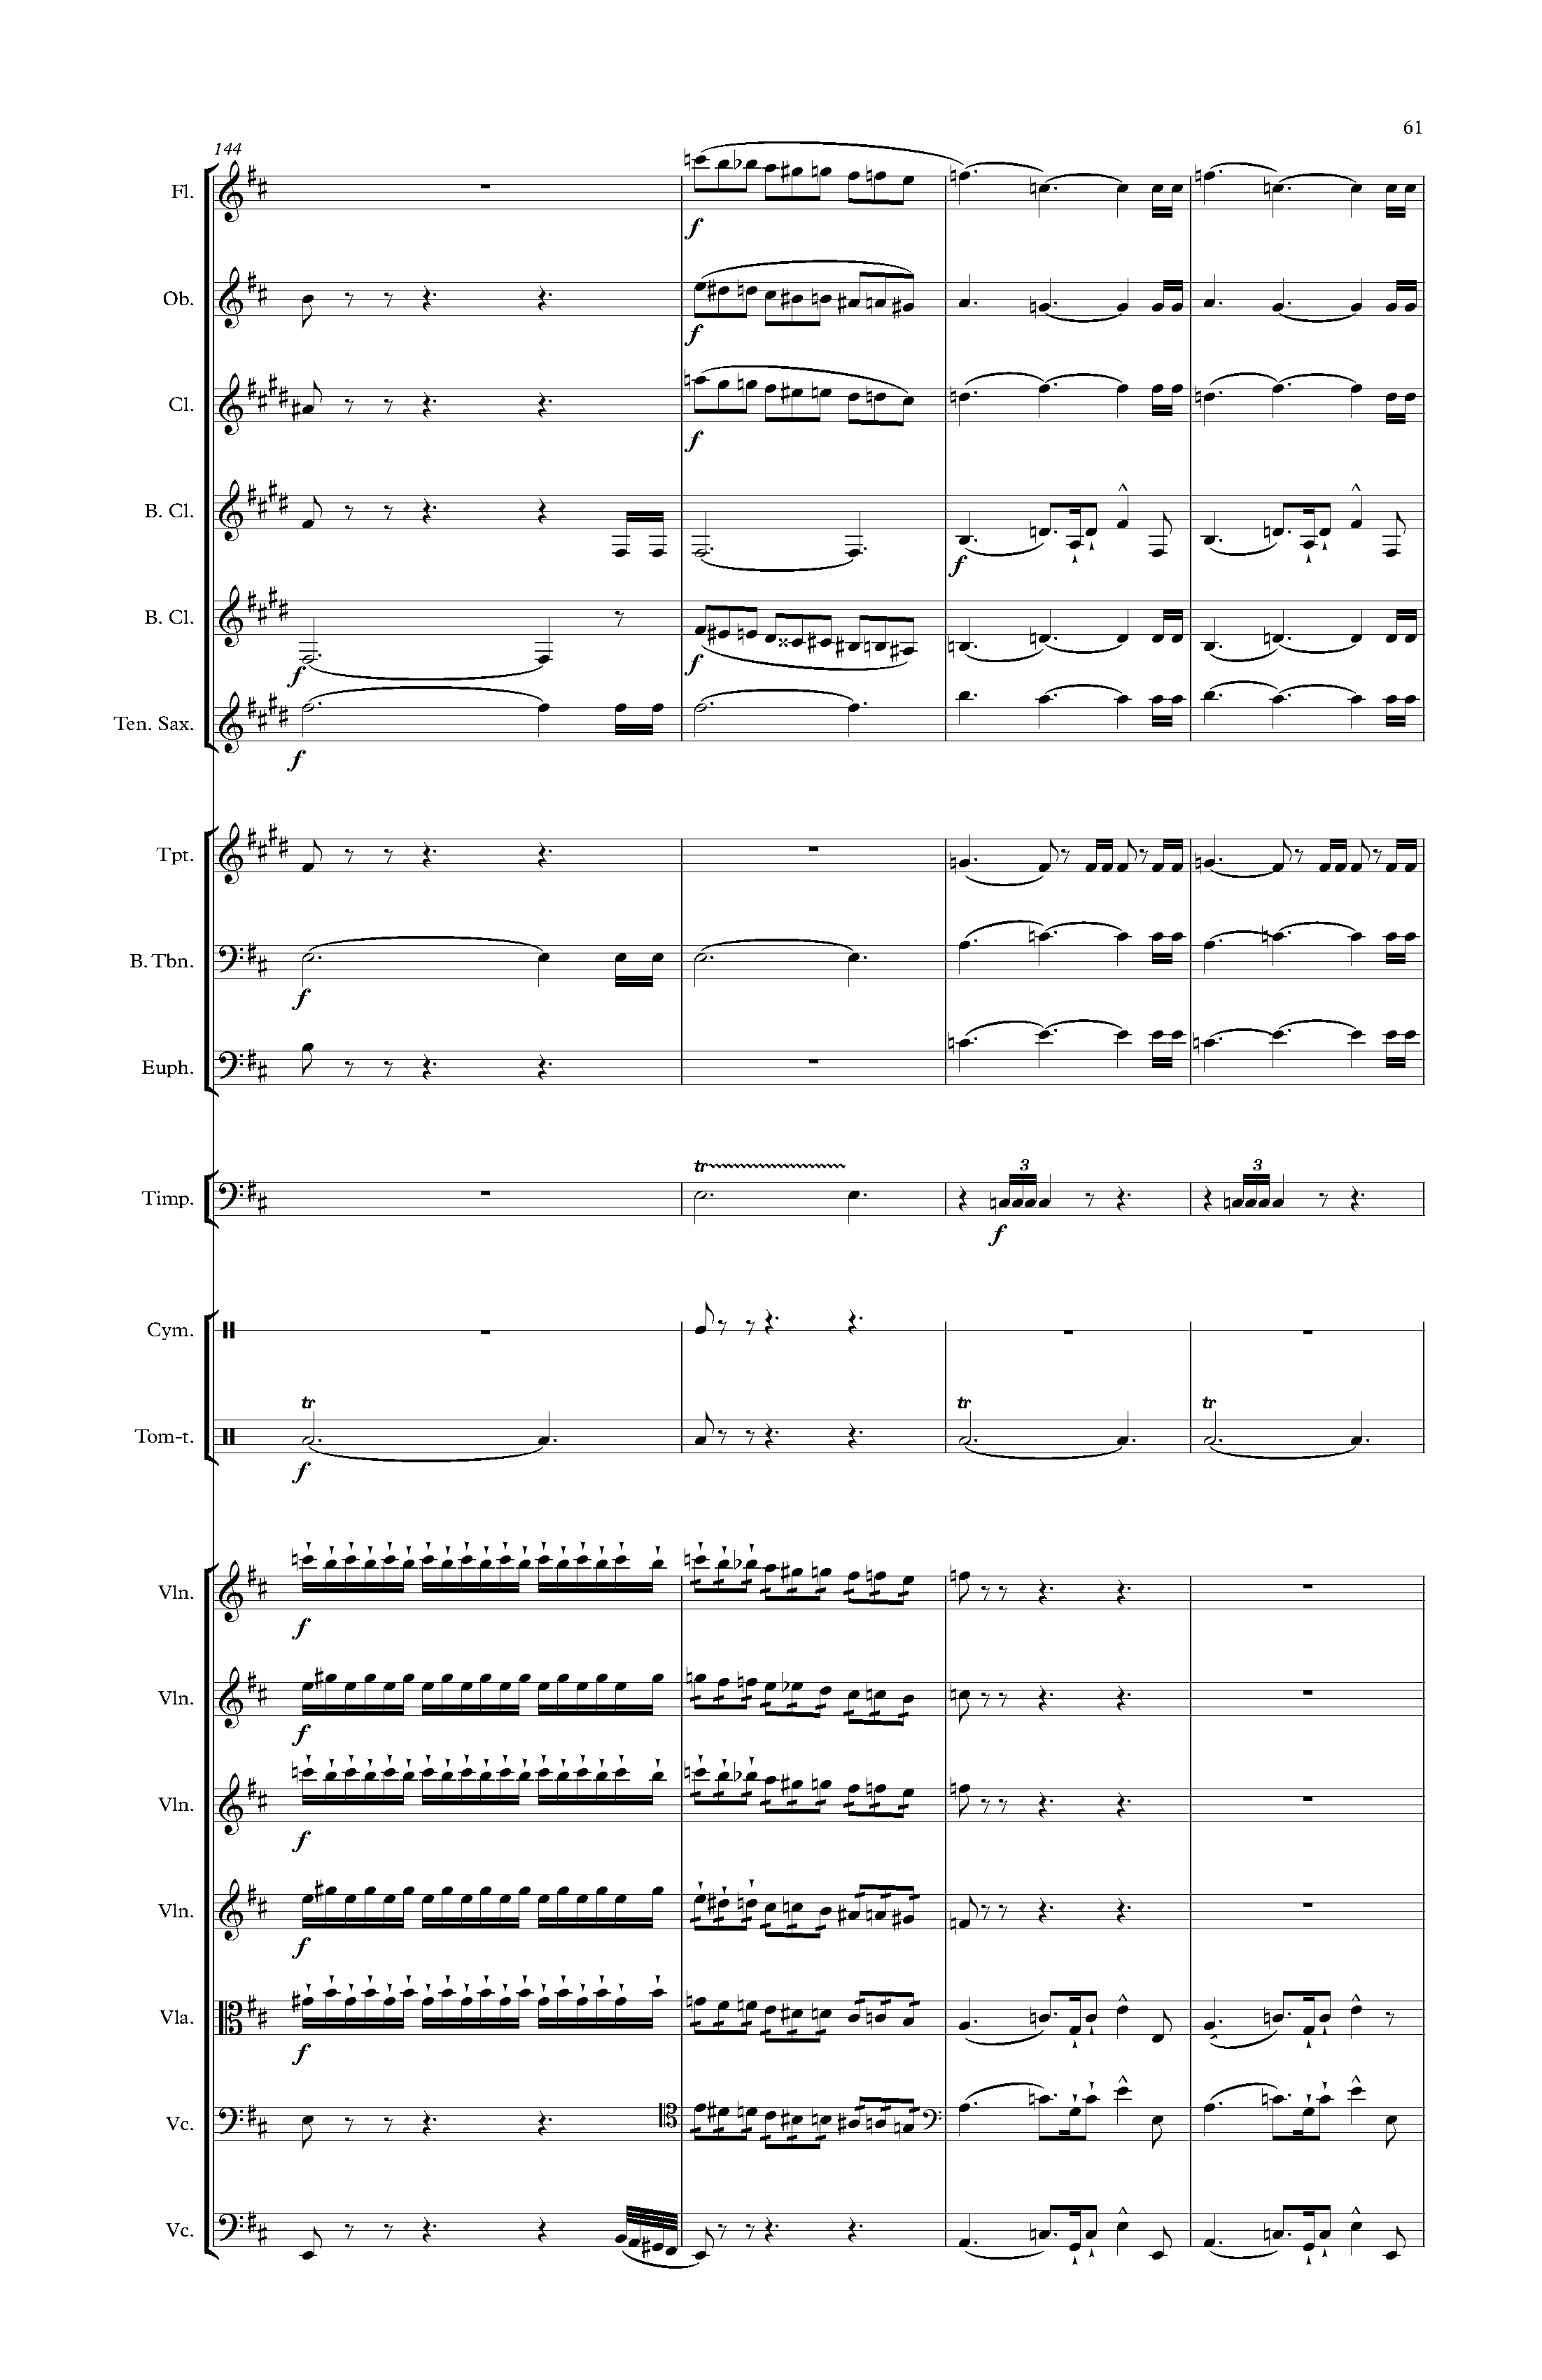 61
144
Fl.
f
Ob.
f
Cl.
f
B. Cl.
f
B. Cl.
f
f
Ten. Sax.
f
Tpt.
B. Tbn.
f
Euph.
tr
3
3
Timp.
f
Cym.
tr
tr
tr
Tom-t.
f
Vln.
f
Vln.
f
Vln.
f
Vln.
f
Vla.
f
Vc.
Vc.